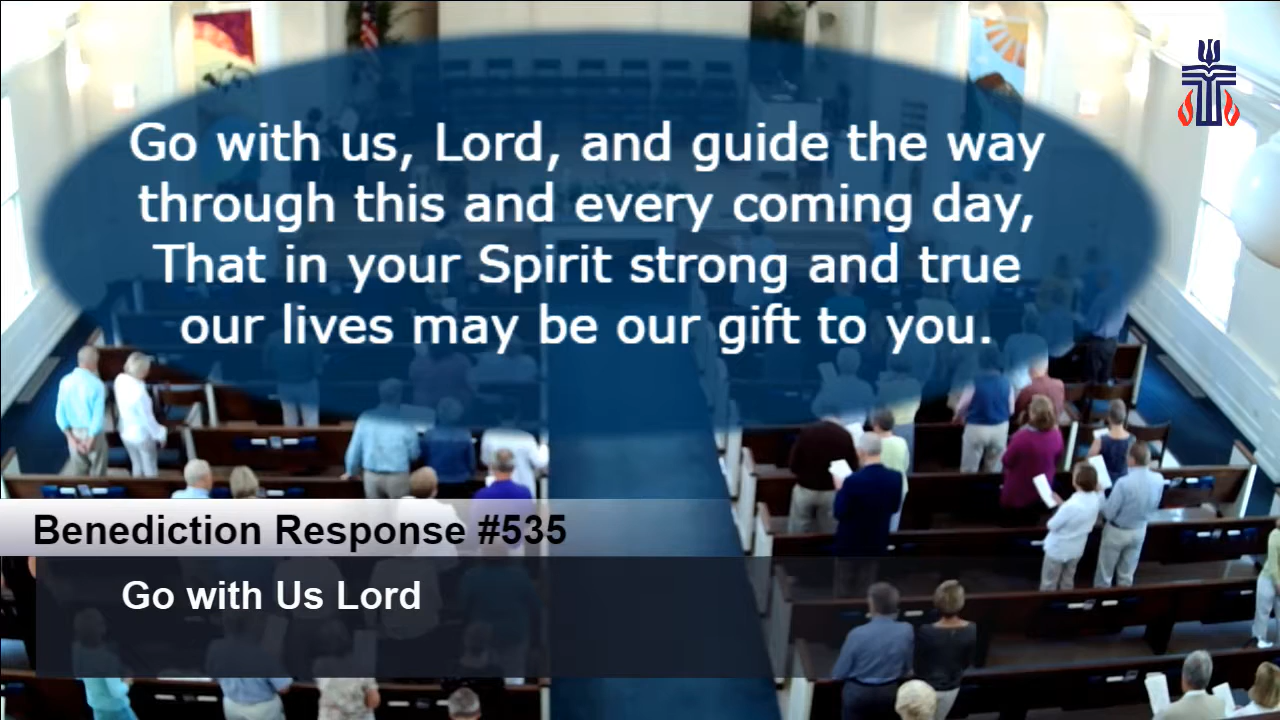 Go with us, Lord, and guide the way
through this and every coming day,
That in your Spirit strong and true
our lives may be our gift to you.
Benediction Response #535
Go with Us Lord